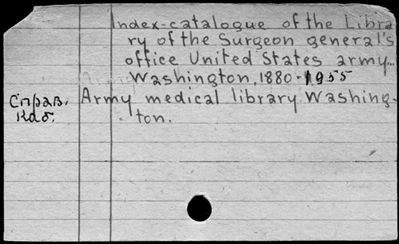 Index-catalogue of the Libra
ry of the Surgeon general's
office United States army...
Washington, 1880-1955
Справ. Army medical library Washing-
Каб. ton.